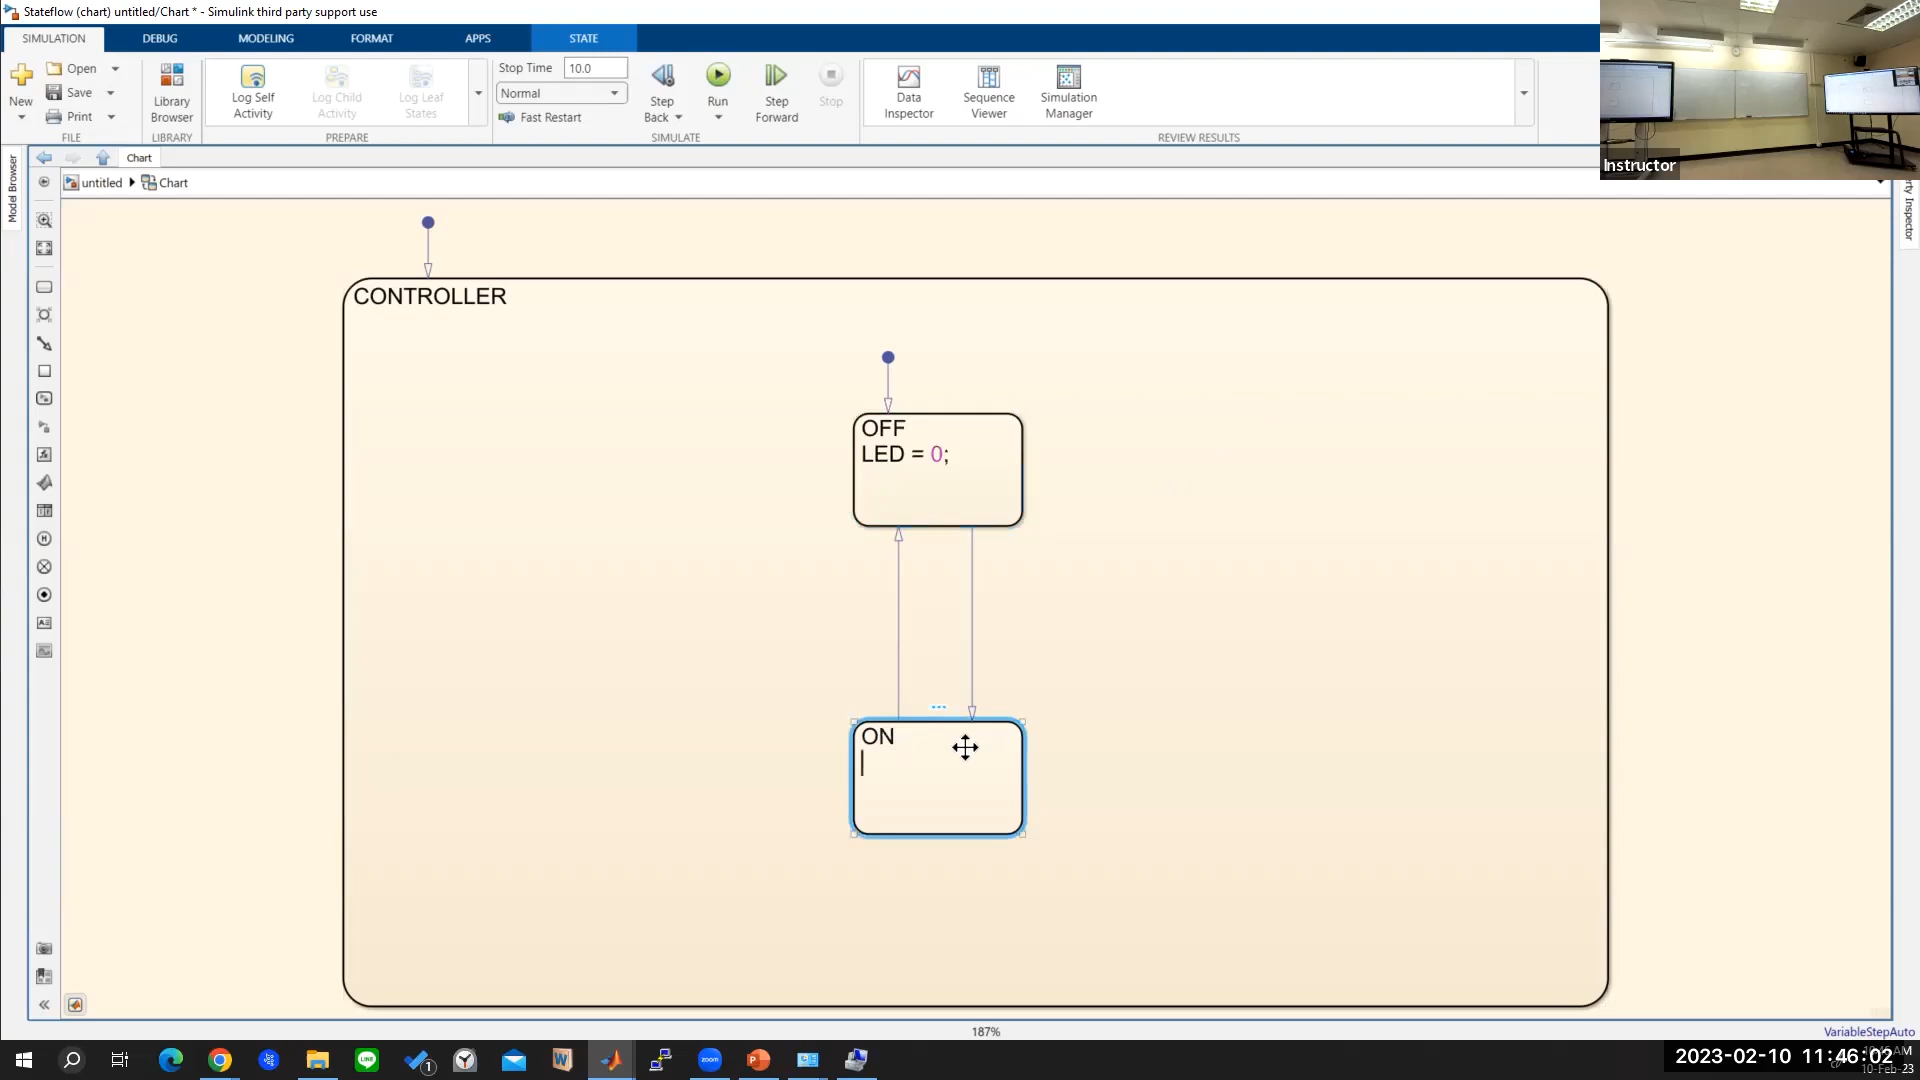 Stateflow (chart) untitled/Chart * - Simulink third party support use
SIMULATION
DEBUG
MODELING
FORMAT
APPS
STATE
New
Open
Save
Print
FILE
Library
Browser
LIBRARY
Log Self
Activity
Log Child
Activity
Log Leaf
States
PREPARE
Stop Time
10.0
Normal
Fast Restart
Step
Back
Run
Step
Forward
Stop
SIMULATE
Data
Inspector
Sequence
Viewer
Simulation
Manager
REVIEW RESULTS
Instructor
Model Browser
Chart
untitled
Chart
CONTROLLER
OFF
LED = 0;
ON
187%
VariableStepAuto
2023-02-10 11:46:02
10-Feb-23